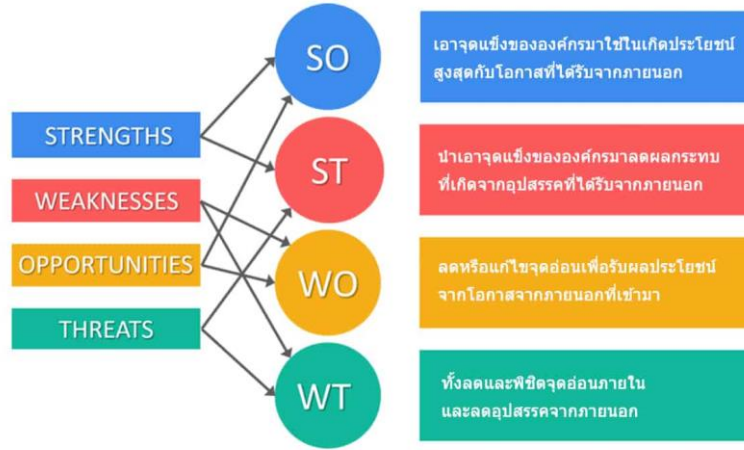 STRENGTHS
WEAKNESSES
OPPORTUNITIES
THREATS
SO
ST
WO
WT
เอาจุดแข็งขององค์กรมาใช้ในเกิดประโยชน์
สูงสุดกับโอกาสที่ได้รับจากภายนอก
นำเอาจุดแข็งขององค์กรมาลดผลกระทบ
ที่เกิดจากอุปสรรคที่ได้รับจากภายนอก
ลดหรือแก้ไขจุดอ่อนเพื่อรับผลประโยชน์
จากโอกาสจากภายนอกที่เข้ามา
ทั้งลดและพิชิตจุดอ่อนภายใน
และลดอุปสรรคจากภายนอก